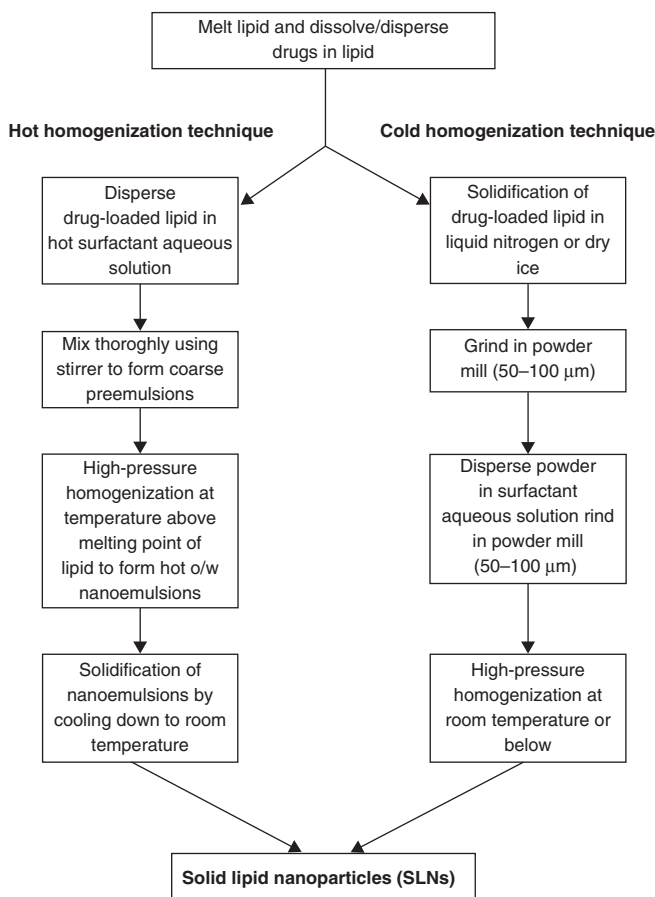 Melt lipid and dissolve/disperse
drugs in lipid
Hot homogenization technique
Cold homogenization technique
Disperse
drug-loaded lipid in
hot surfactant aqueous
solution
Mix thoroghly using
stirrer to form coarse
preemulsions
High-pressure
homogenization at
temperature above
melting point of
lipid to form hot o/w
nanoemulsions
Solidification of
nanoemulsions by
cooling down to room
temperature
Solidification of
drug-loaded lipid in
liquid nitrogen or dry
ice
Grind in powder
mill (50–100 μm)
Disperse powder
in surfactant
aqueous solution rind
in powder mill
(50–100 μm)
High-pressure
homogenization at
room temperature or
below
Solid lipid nanoparticles (SLNs)